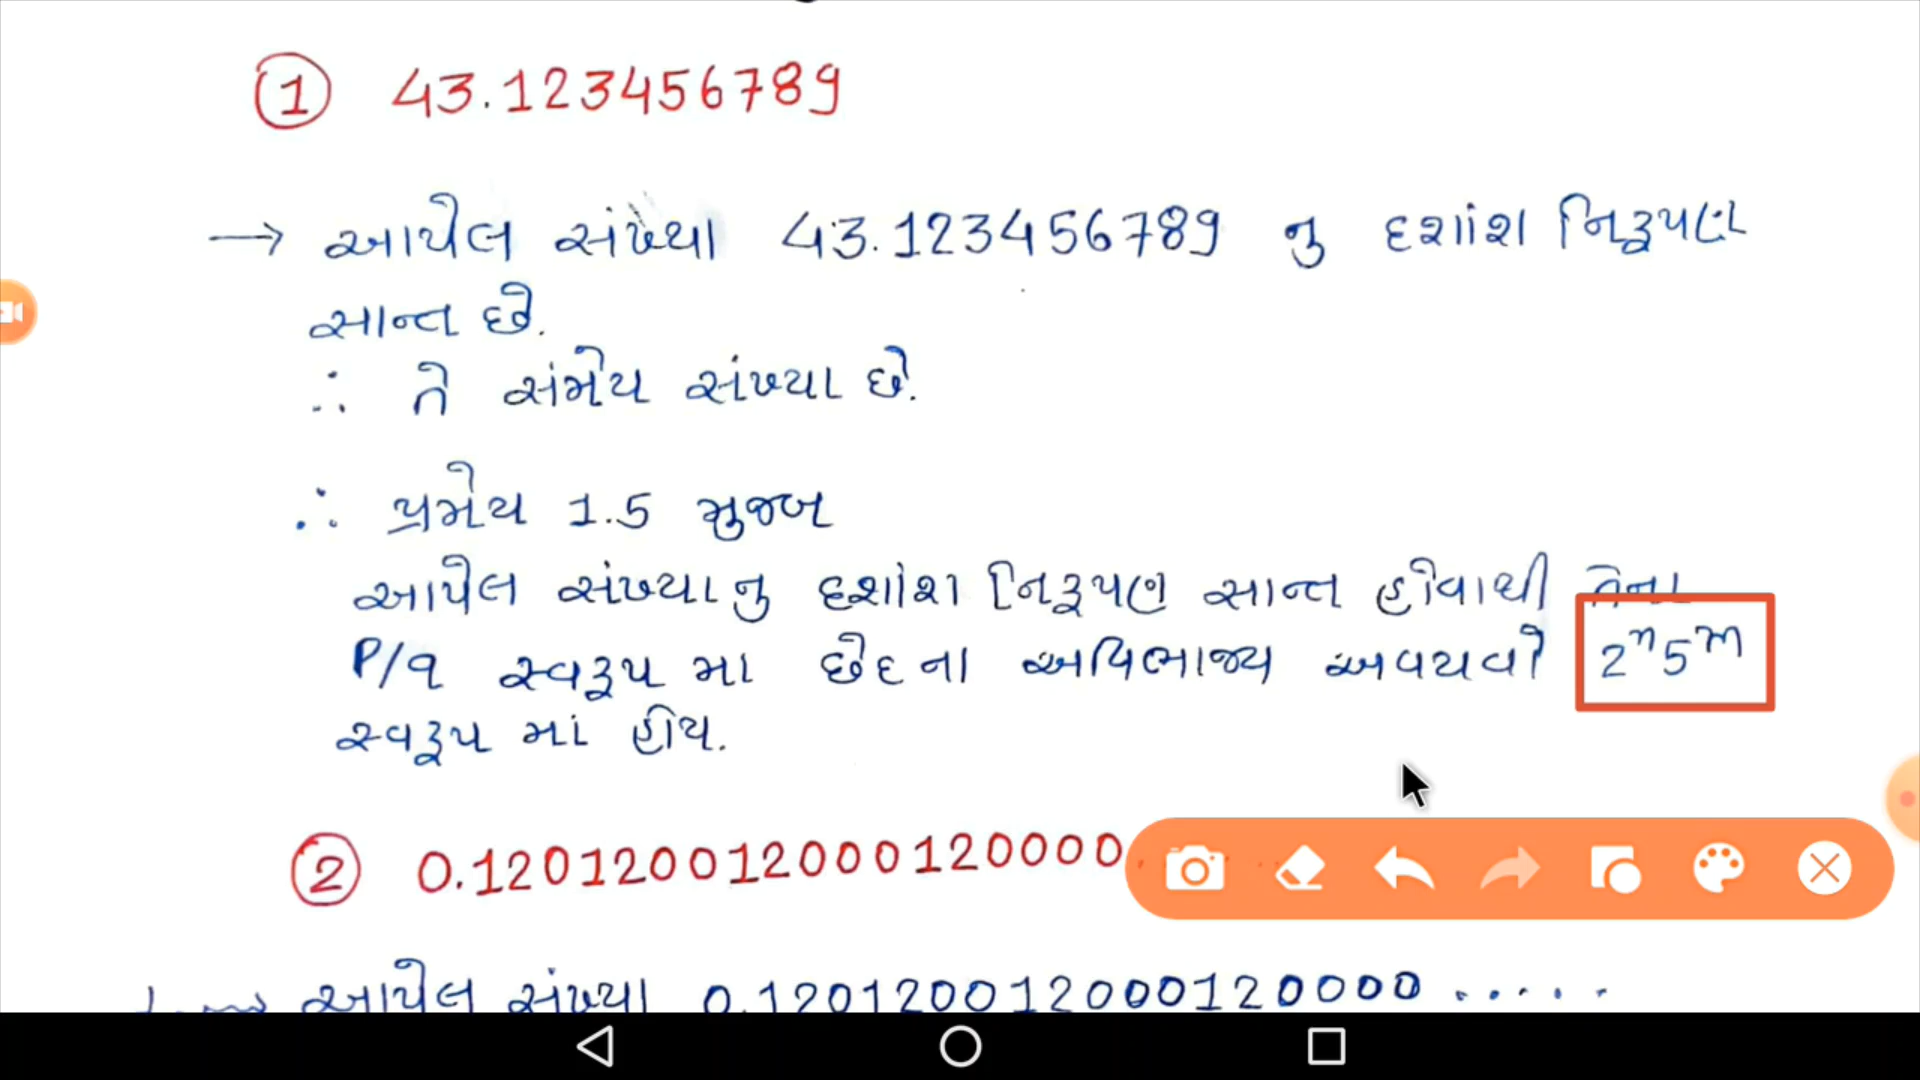 ① 43.123456789
→ આપેલ સંખ્યા 43.123456789 નુ દશાંશ નિરૂપણ
સાન્ત છે.
∴ તે સંમેય સંખ્યા છે.
∴ પ્રમેય 1.5 મુજબ
આપેલ સંખ્યાનુ દશાંશ નિરૂપણ સાન્ત હોવાથી તેના
P/q સ્વરૂપ માં છેદના અવિભાજ્ય અવયવો 2ⁿ5ᵐ
સ્વરૂપ માં હોય.
② 0.120120012000120000.
આપેલ સંખ્યા 0.120120012000120000 .....